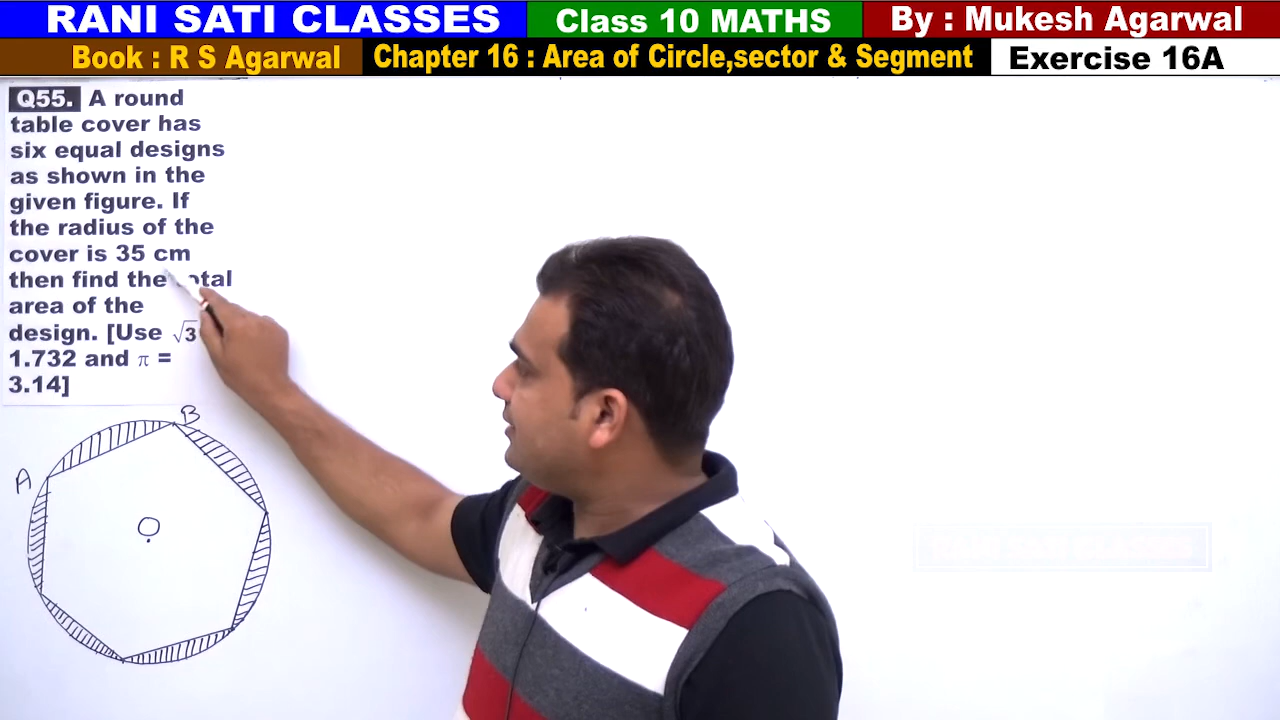 RANI SATI CLASSES
Class 10 MATHS
By : Mukesh Agarwal
Book : R S Agarwal
Chapter 16 : Area of Circle,sector & Segment
Exercise 16A
Q55. A round
table cover has
six equal designs
as shown in the
given figure. If
the radius of the
cover is 35 cm
then find the total
area of the
design. [Use √3
1.732 and π =
3.14]
B
A
O